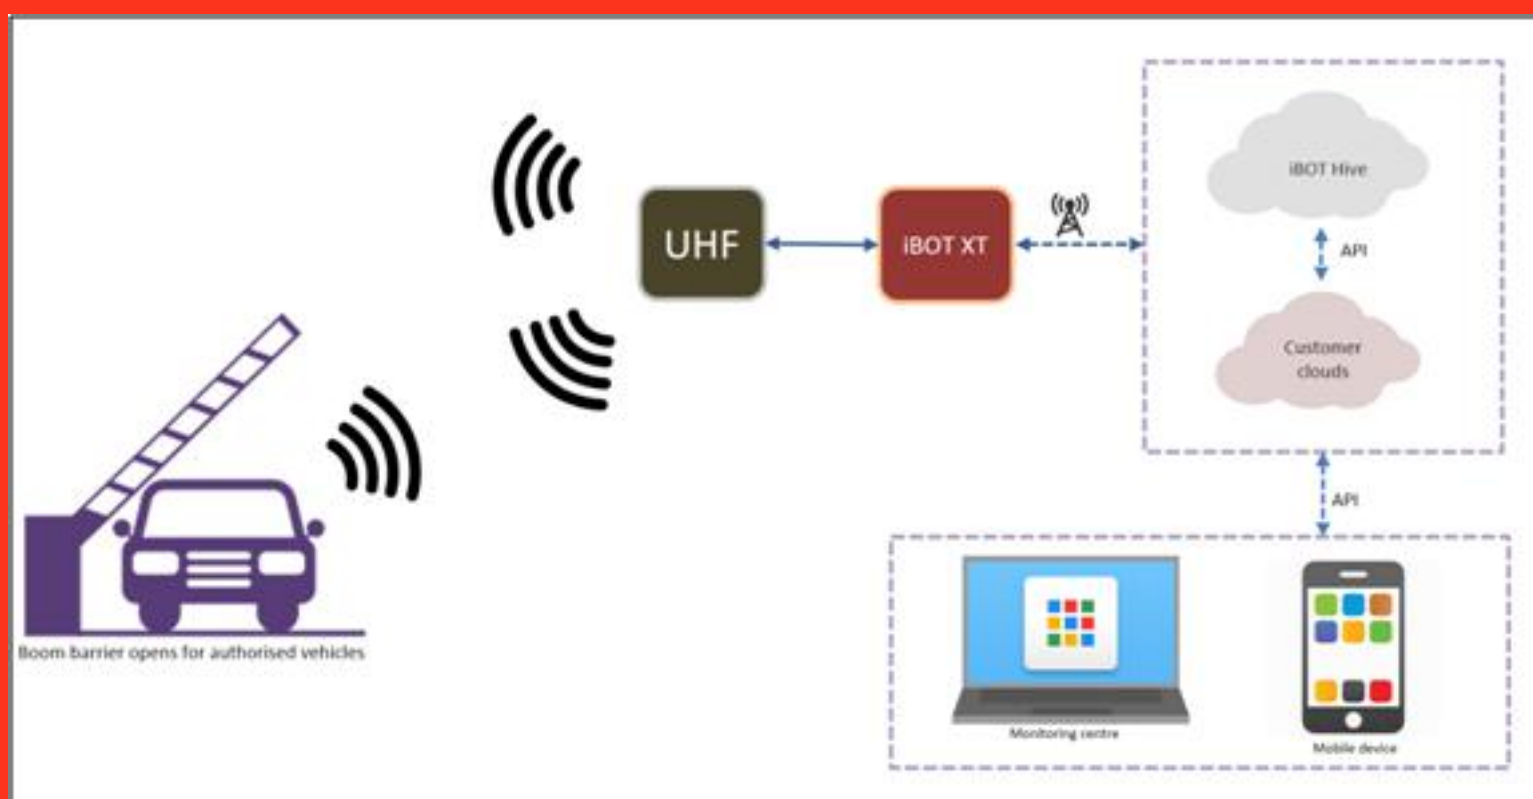 UHF
iBOT XT
iBOT Hive
API
Customer
clouds
API
Boom barrier opens for authorised vehicles
Monitoring centre
Mobile device